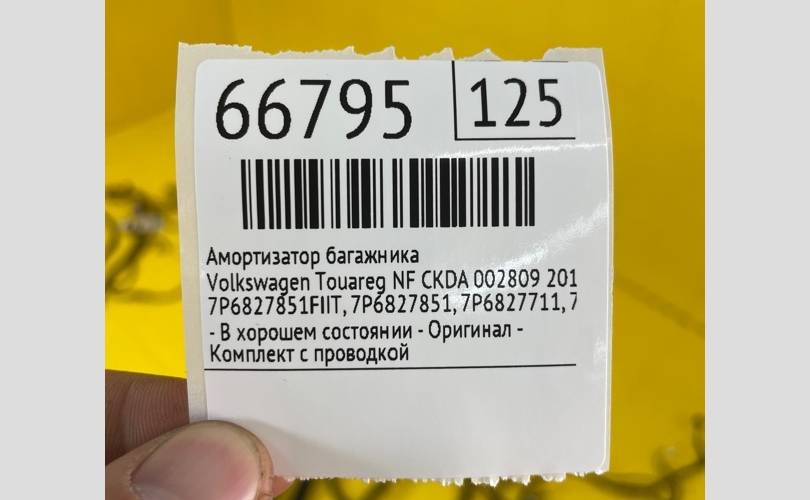 66795
125
Амортизатор багажника
Volkswagen Touareg NF CKDA 002809 201
7P6827851FIIT, 7P6827851, 7P6827711, 7
- В хорошем состоянии - Оригинал -
Комплект с проводкой